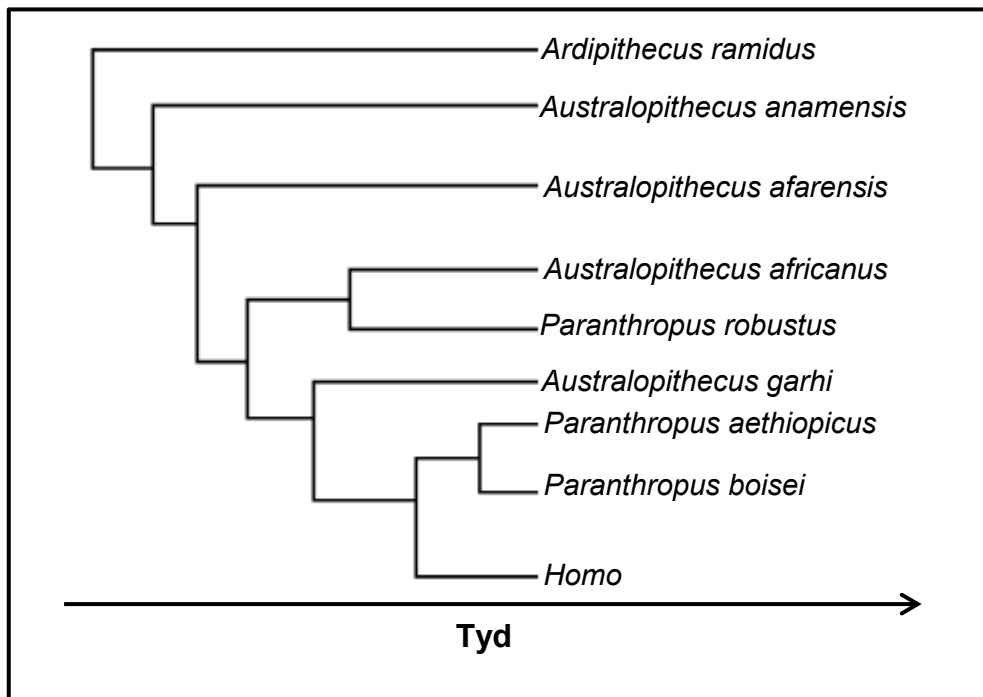 Ardipithecus ramidus
Australopithecus anamensis
Australopithecus afarensis
Australopithecus africanus
Paranthropus robustus
Australopithecus garhi
Paranthropus aethiopicus
Paranthropus boisei
Homo
Tyd